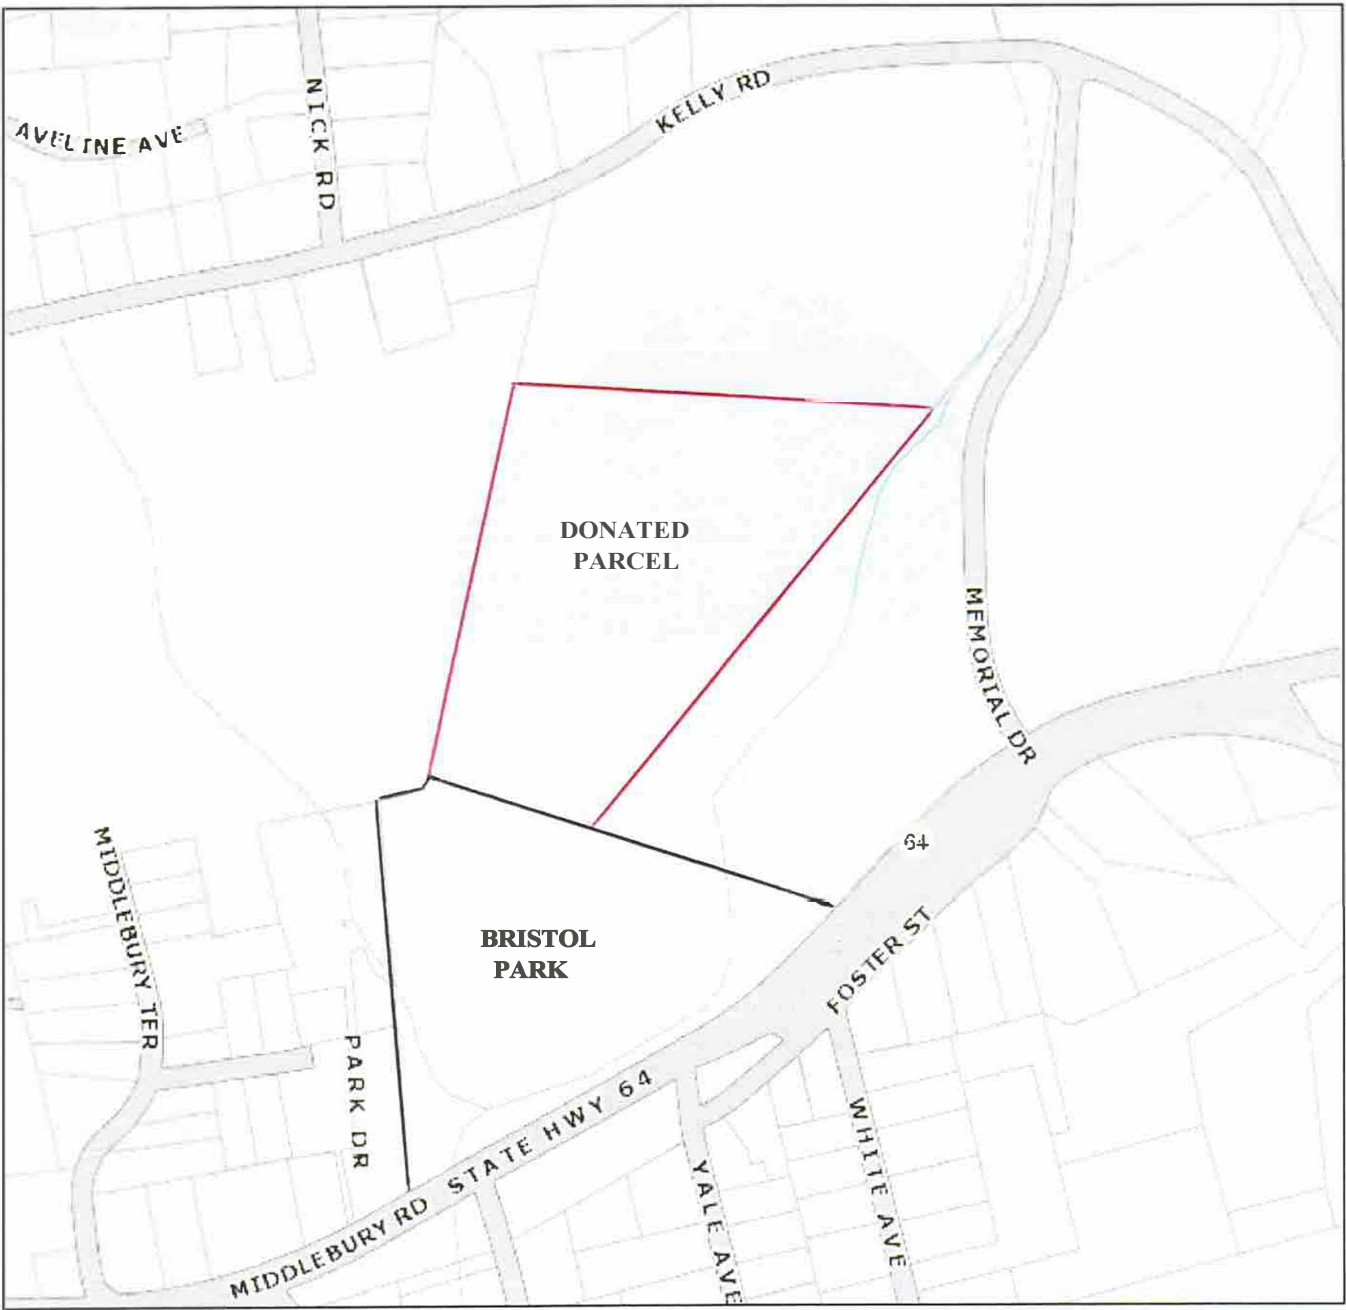 KELLY RD
NICK RD
AVELINE AVE
DONATED
PARCEL
MEMORIAL DR
64
MIDDLEBURY TER
BRISTOL
PARK
FOSTER ST
PARK DR
STATE HWY 64
WHITE AVE
YALE AVE
MIDDLEBURY RD